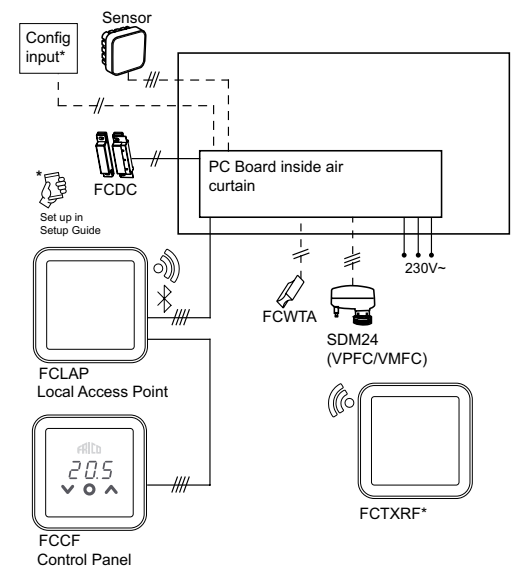 Sensor
Config
input*
FCDC
PC Board inside air
curtain
*
Set up in
Setup Guide
230V~
FCWTA
SDM24
(VPFC/VMFC)
FCLAP
Local Access Point
FRICO
20.5
FCTXRF*
FCCF
Control Panel